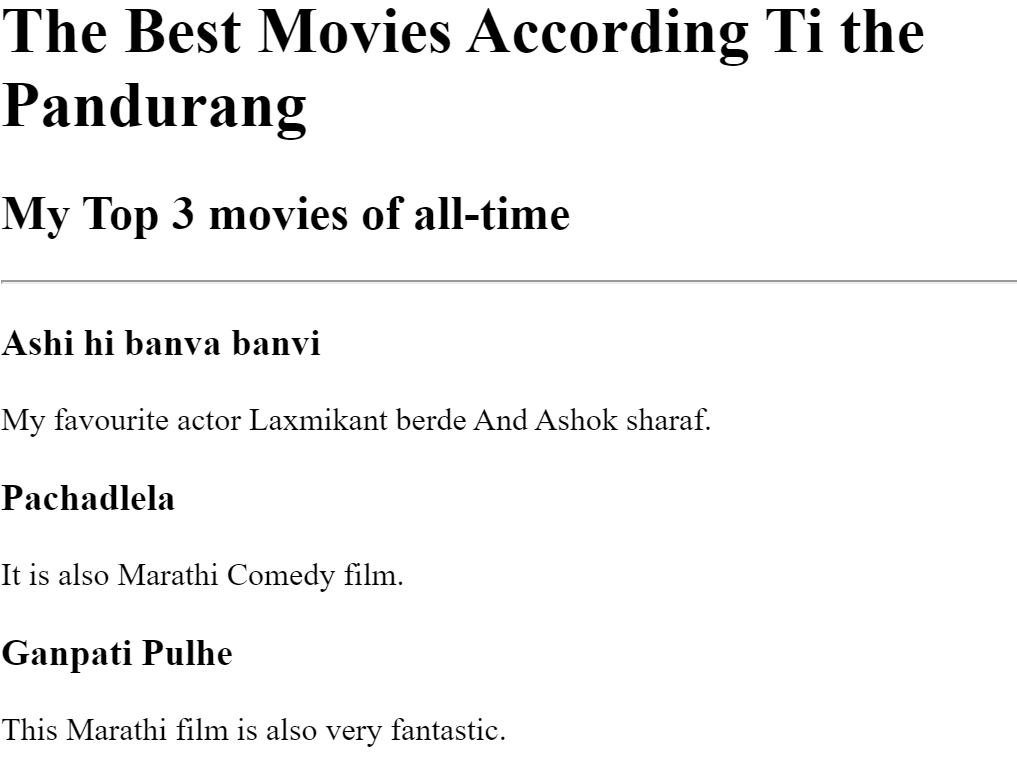 The Best Movies According Ti the
Pandurang
My Top 3 movies of all-time
Ashi hi banva banvi
My favourite actor Laxmikant berde And Ashok sharaf.
Pachadlela
It is also Marathi Comedy film.
Ganpati Pulhe
This Marathi film is also very fantastic.